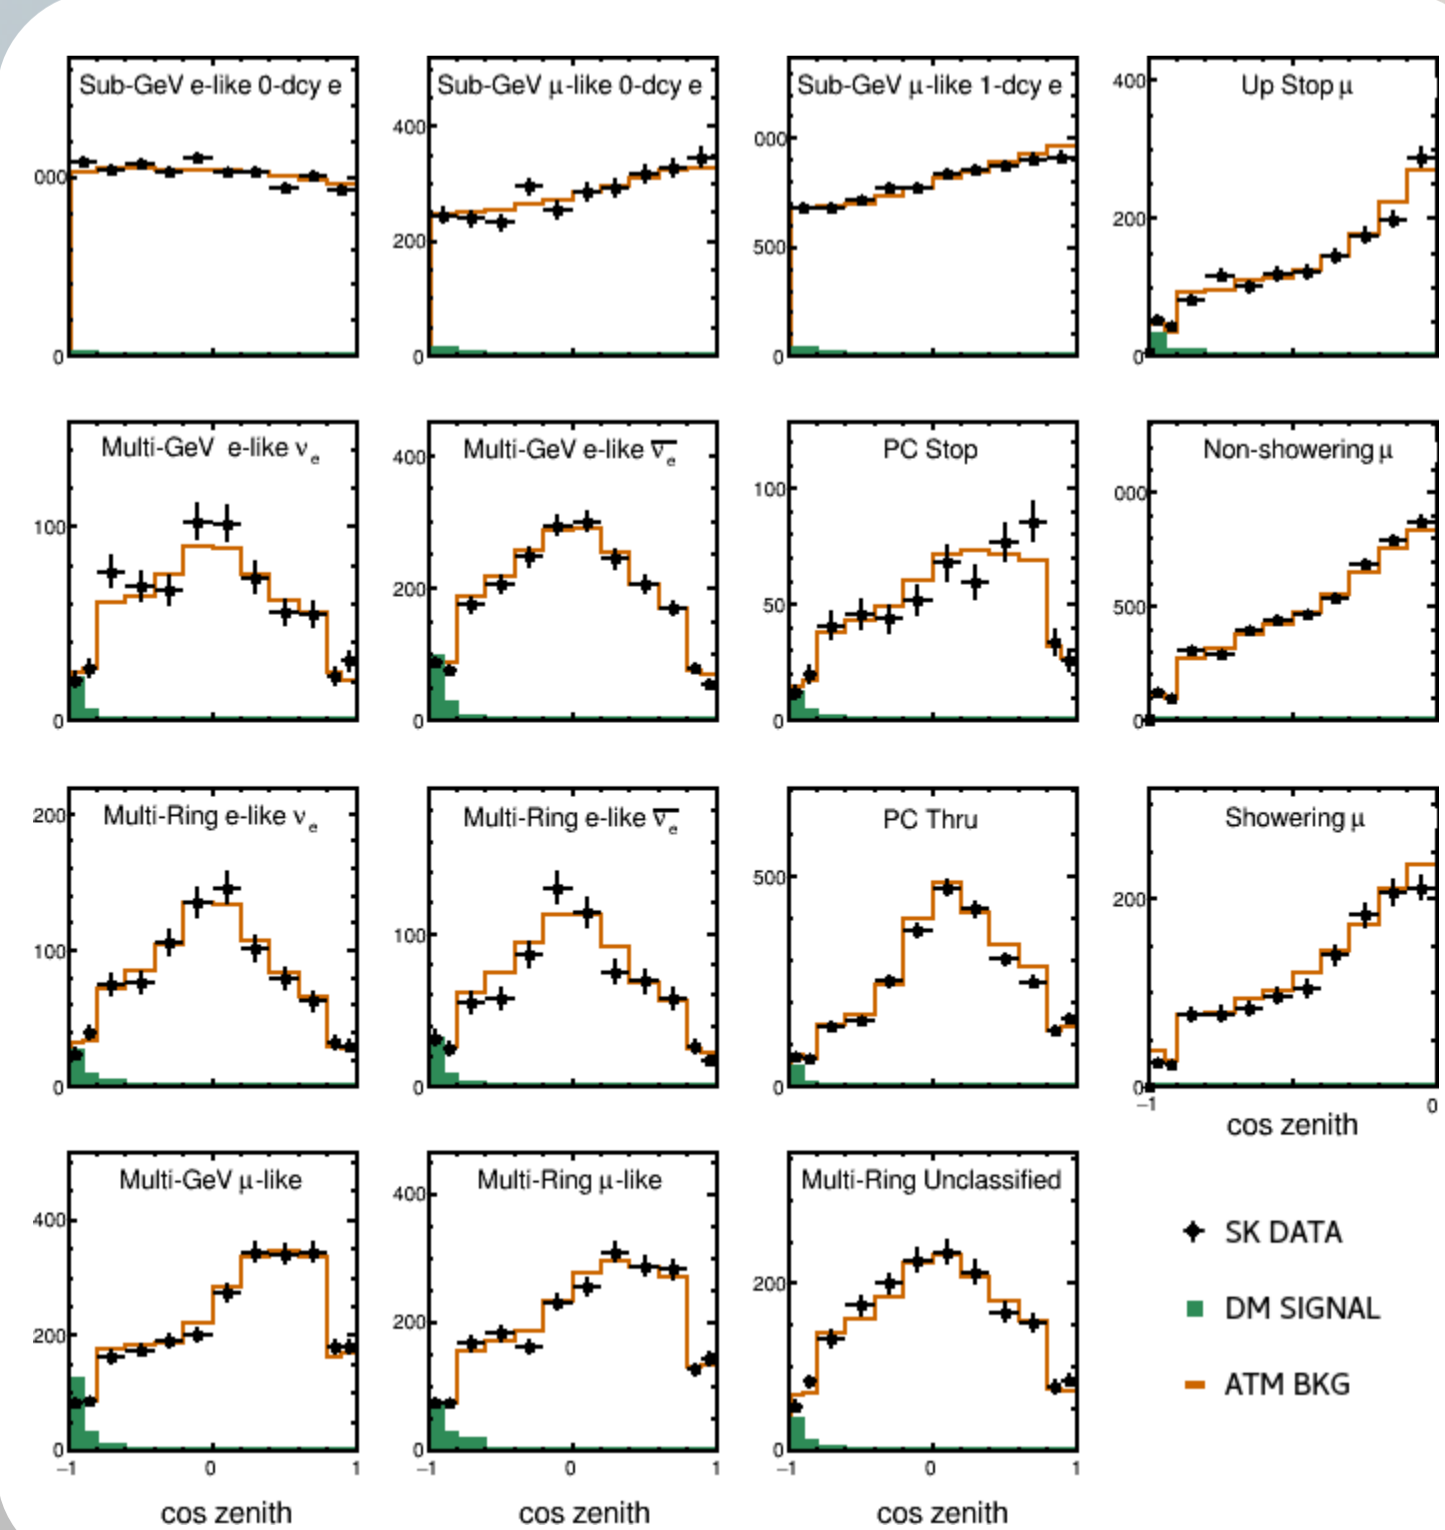 Sub-GeV e-like 0-dcy e
000
0
Sub-GeV μ-like 0-dcy e
400
200
0
Sub-GeV μ-like 1-dcy e
000
500
0
Up Stop μ
400
200
0
Multi-GeV e-like νe
100
0
Multi-GeV e-like ν̅e
400
200
0
PC Stop
100
50
0
Non-showering μ
000
500
0
Multi-Ring e-like νe
200
100
0
Multi-Ring e-like ν̅e
100
0
PC Thru
500
0
Showering μ
200
0
−1 0
cos zenith
Multi-GeV μ-like
400
200
0
−1 0 1
cos zenith
Multi-Ring μ-like
400
200
0
−1 0 1
cos zenith
Multi-Ring Unclassified
200
0
−1 0 1
cos zenith
SK DATA
DM SIGNAL
ATM BKG